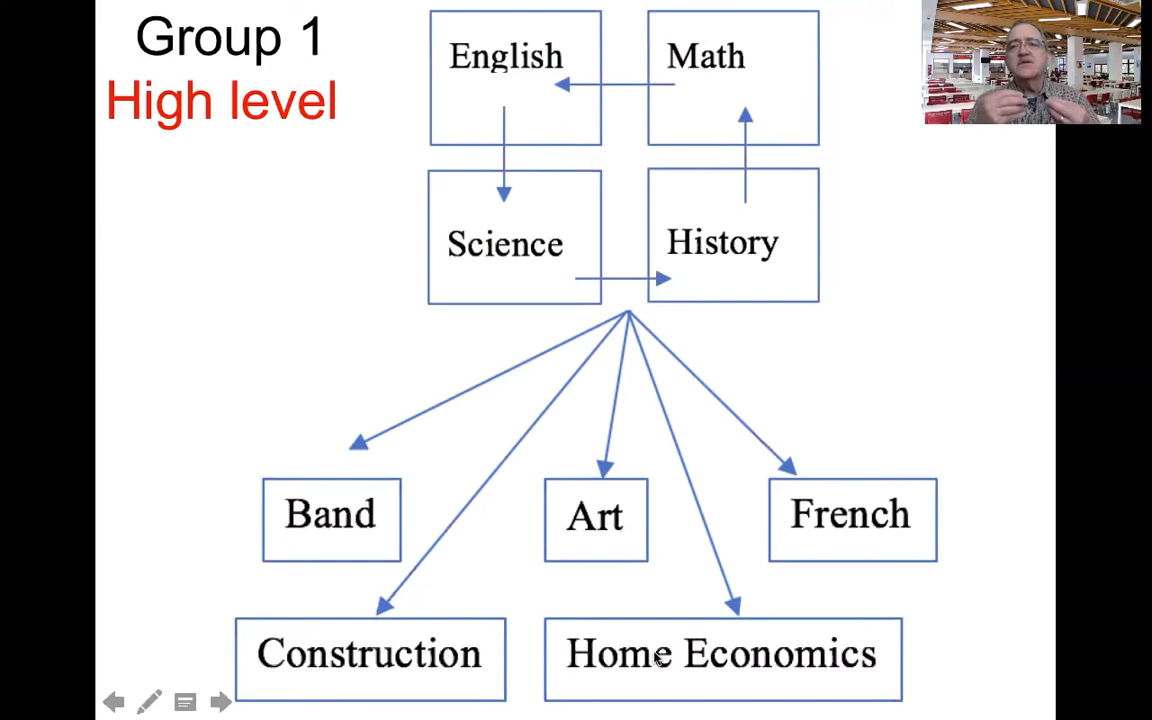 Group 1
High level
English
Math
Science
History
Band
Art
French
Construction
Home Economics